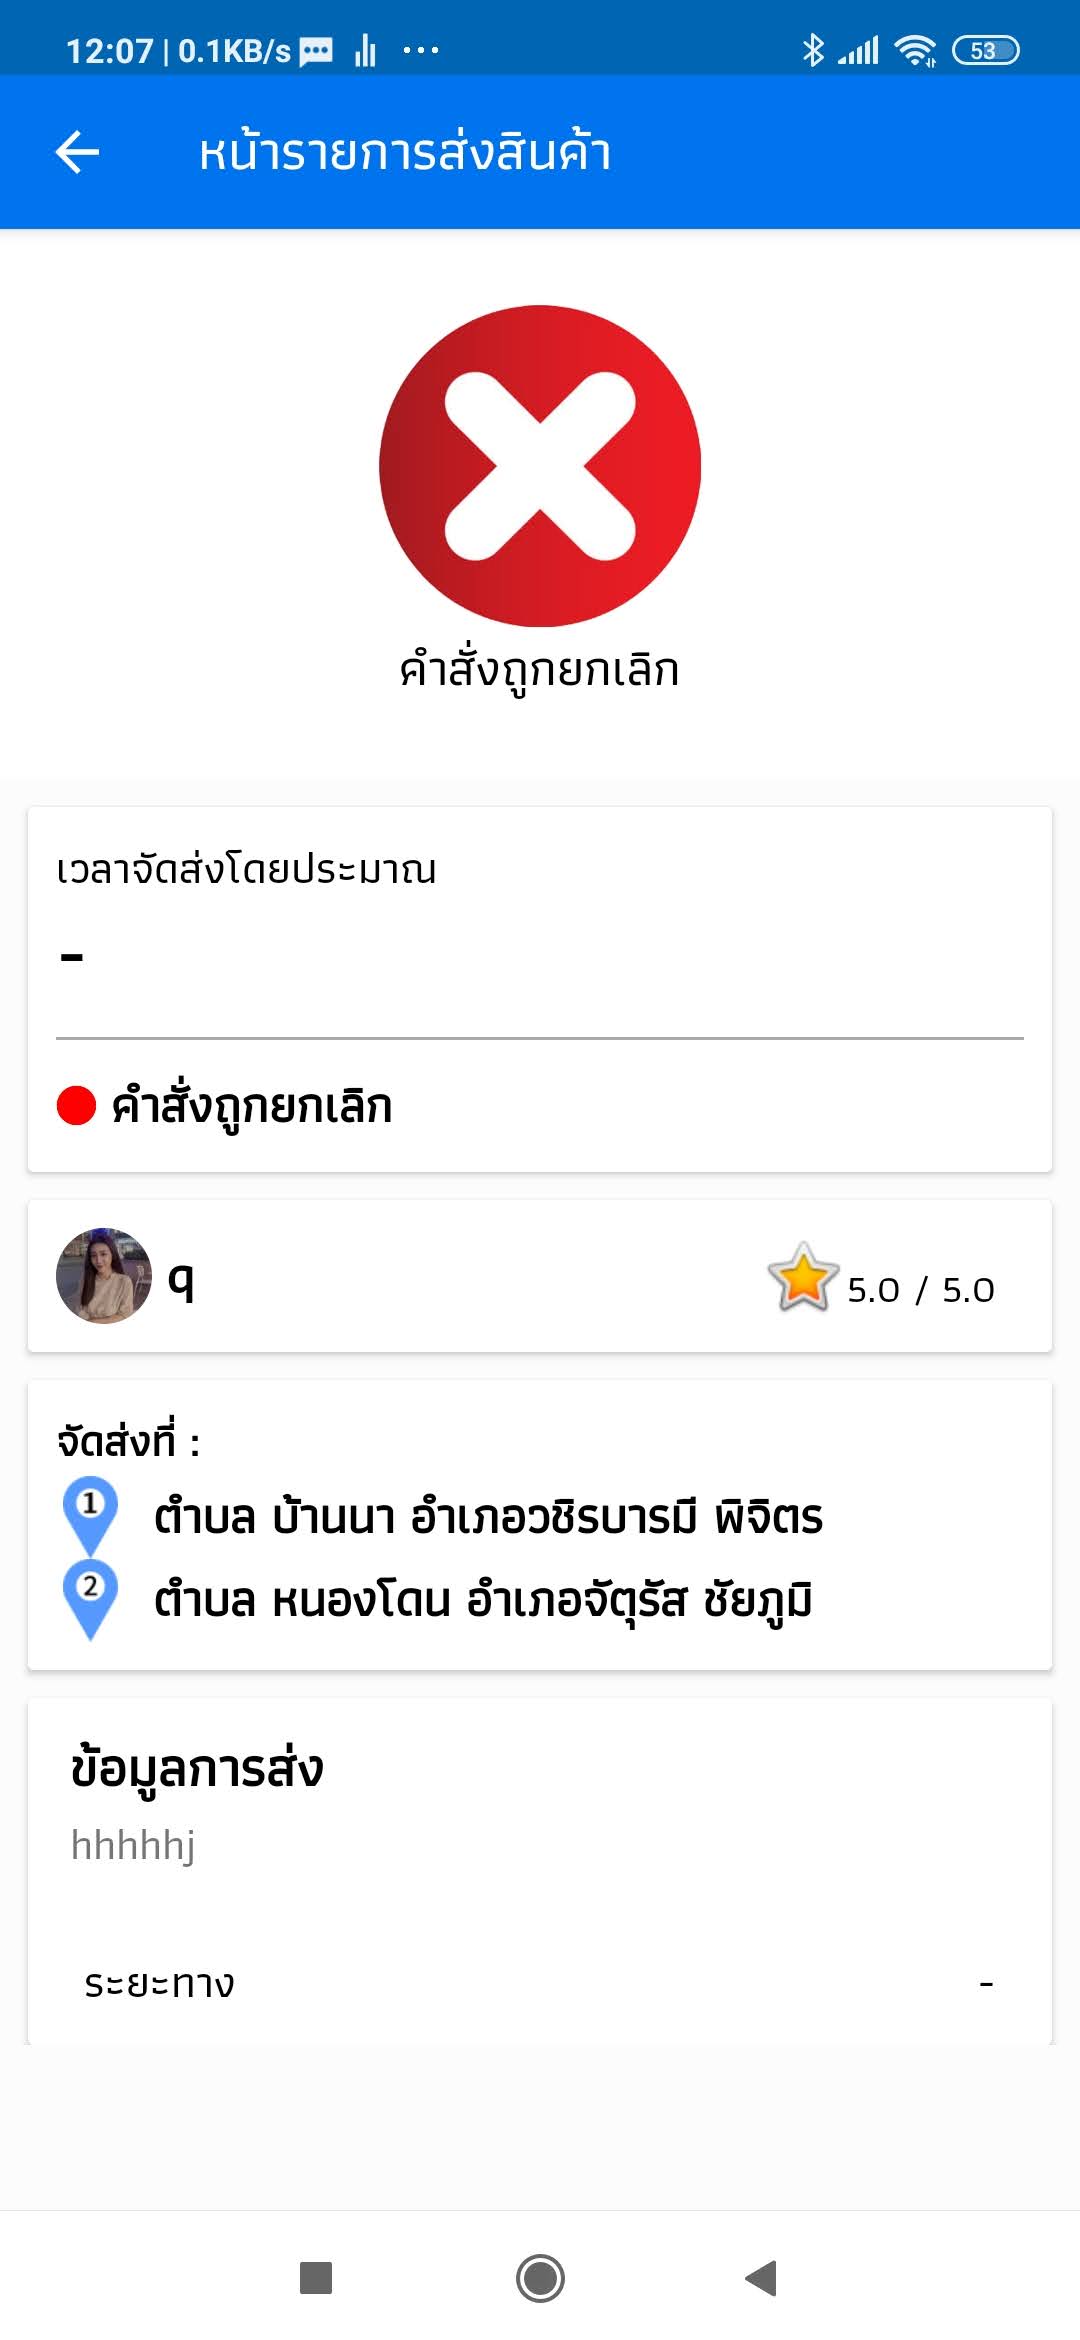 12:07 | 0.1KB/s
53
หน้ารายการส่งสินค้า
คำสั่งถูกยกเลิก
เวลาจัดส่งโดยประมาณ
-
คำสั่งถูกยกเลิก
q
5.0 / 5.0
จัดส่งที่ :
1 ตำบล บ้านนา อำเภอวชิรบารมี พิจิตร
2 ตำบล หนองโดน อำเภอจัตุรัส ชัยภูมิ
ข้อมูลการส่ง
hhhhhj
ระยะทาง -